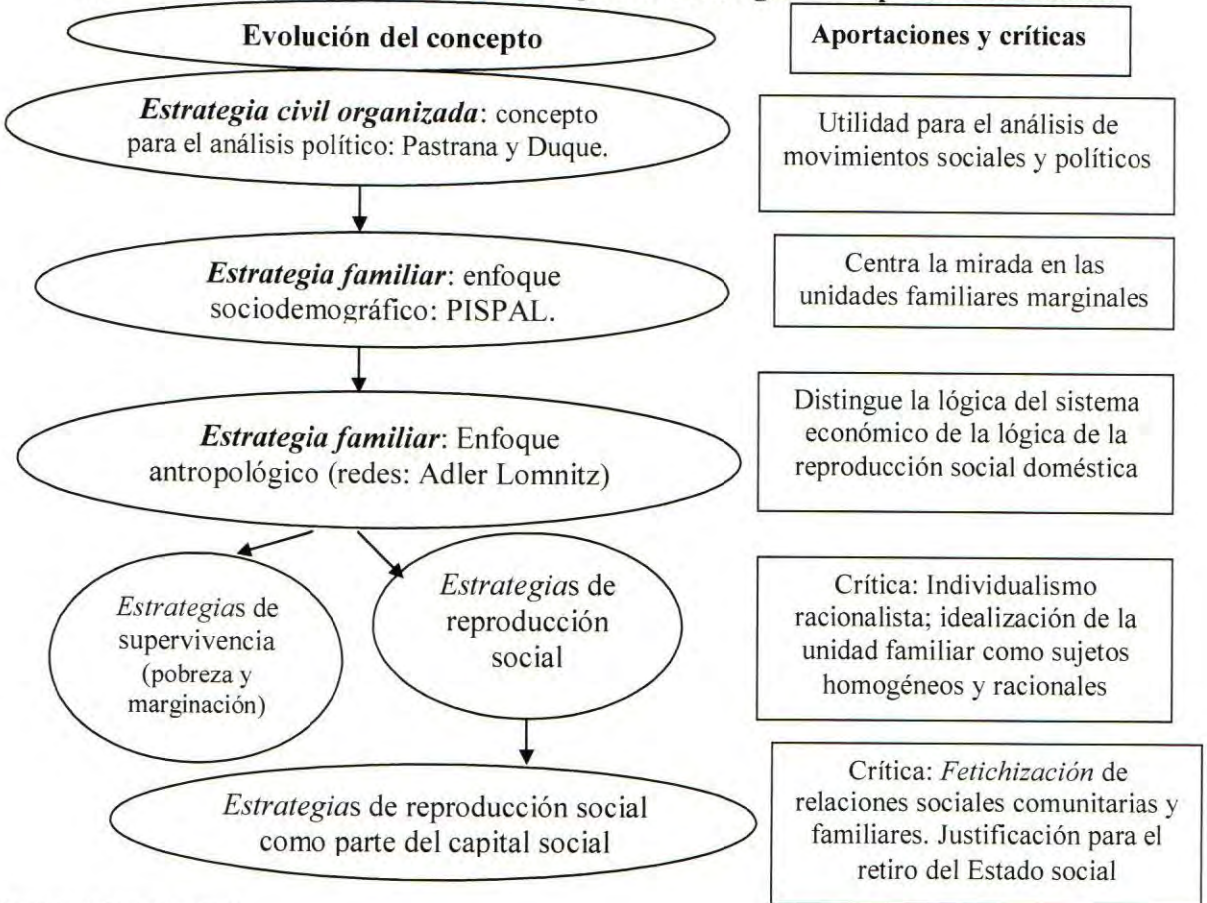 Evolución del concepto
Aportaciones y críticas
Estrategia civil organizada: concepto
para el análisis político: Pastrana y Duque.
Utilidad para el análisis de
movimientos sociales y políticos
Estrategia familiar: enfoque
sociodemográfico: PISPAL.
Centra la mirada en las
unidades familiares marginales
Estrategia familiar: Enfoque
antropológico (redes: Adler Lomnitz)
Distingue la lógica del sistema
económico de la lógica de la
reproducción social doméstica
Estrategias de
supervivencia
(pobreza y
marginación)
Estrategias de
reproducción
social
Crítica: Individualismo
racionalista; idealización de la
unidad familiar como sujetos
homogéneos y racionales
Estrategias de reproducción social
como parte del capital social
Crítica: Fetichización de
relaciones sociales comunitarias y
familiares. Justificación para el
retiro del Estado social